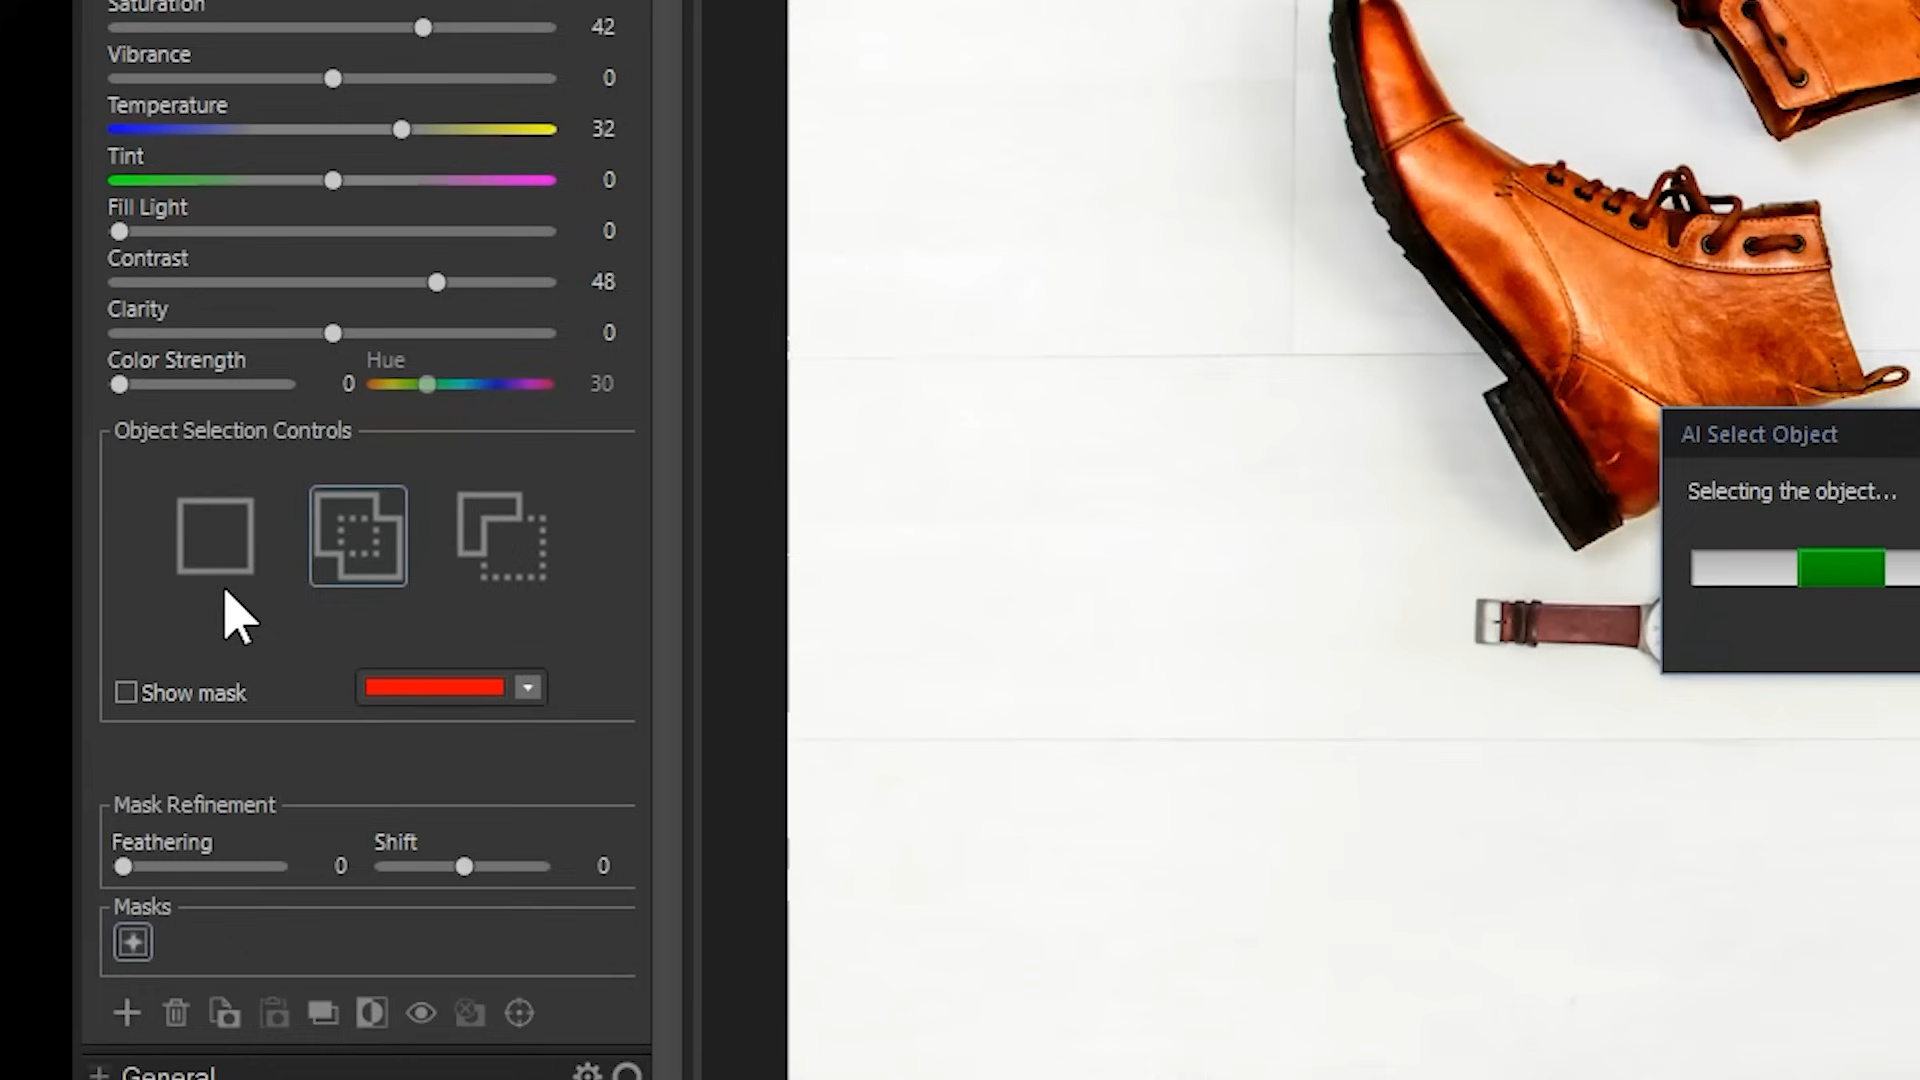 Saturation
42
Vibrance
0
Temperature
32
Tint
0
Fill Light
0
Contrast
48
Clarity
0
Color Strength
0
Hue
30
Object Selection Controls
Show mask
Mask Refinement
Feathering
0
Shift
0
Masks
General
AI Select Object
Selecting the object...